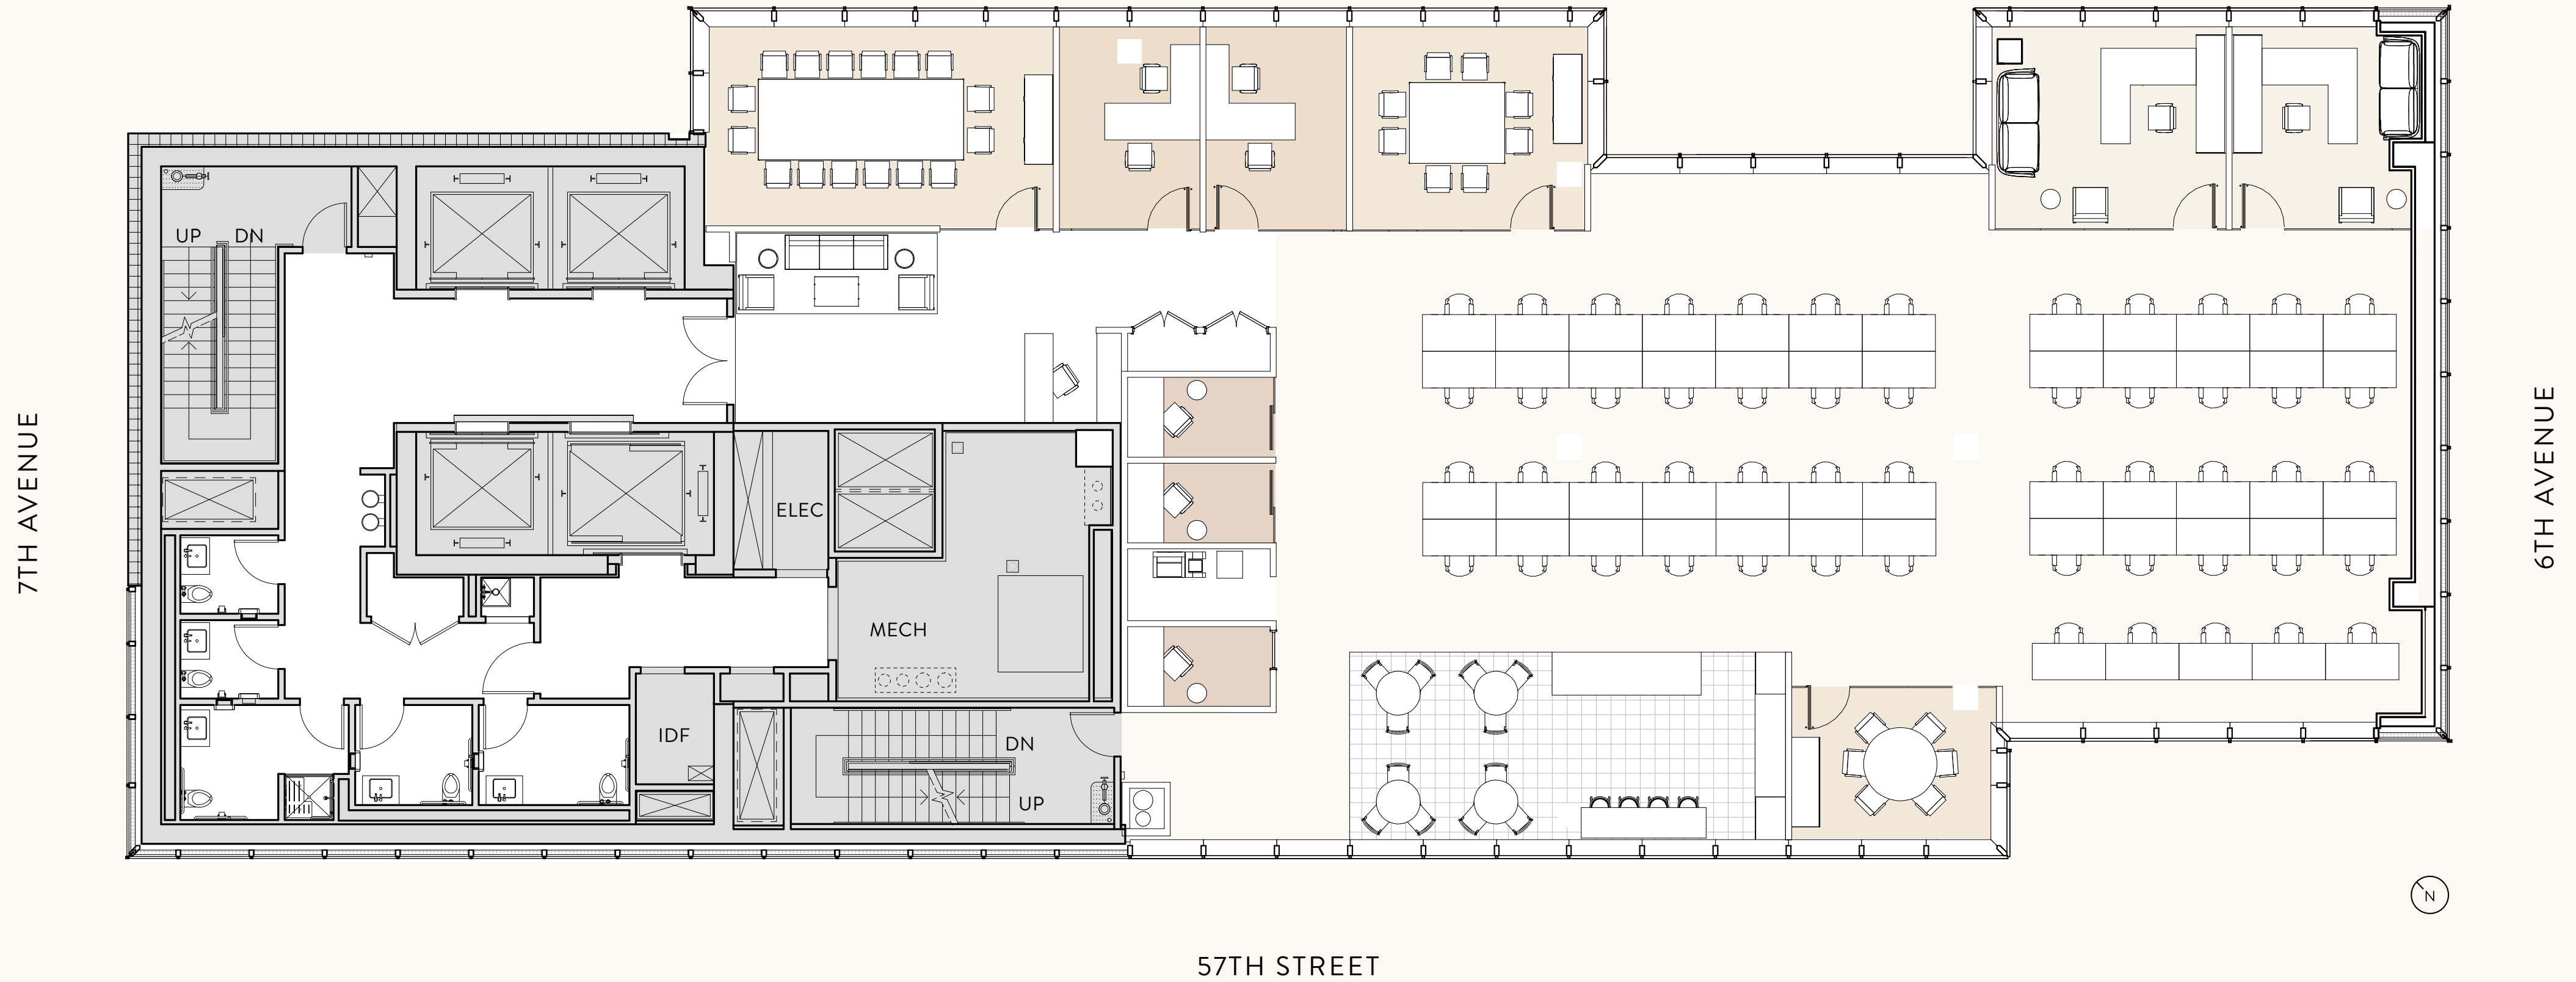 UP DN
7TH AVENUE
6TH AVENUE
ELEC
MECH
IDF
DN
UP
N
57TH STREET